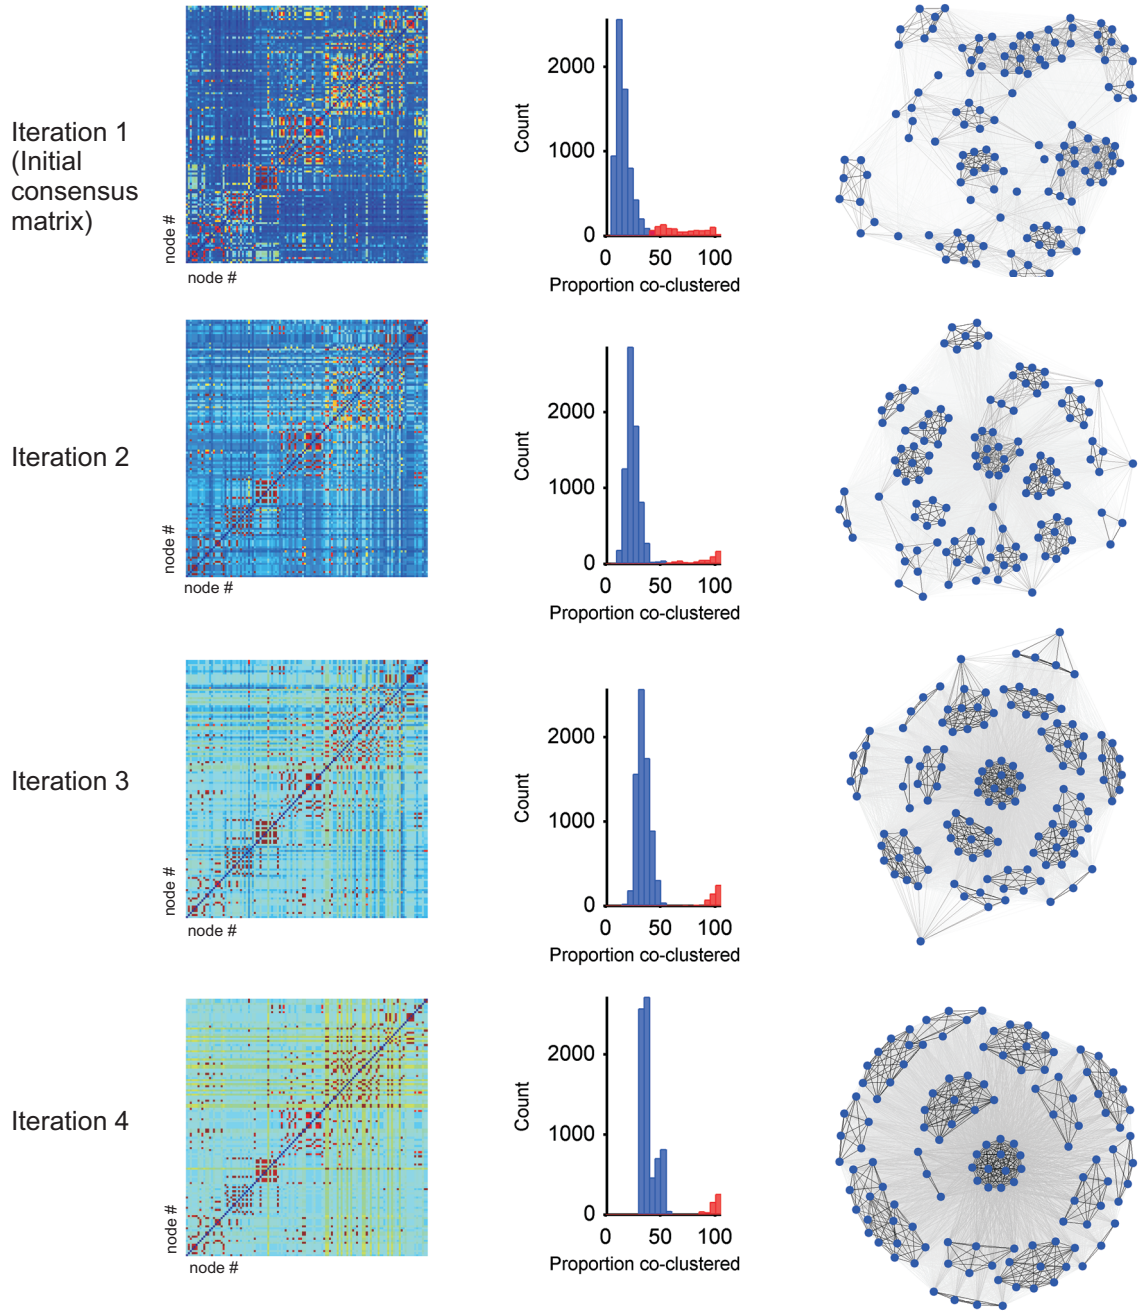 Iteration 1
(Initial
consensus
matrix)
node #
node #
Count
2000
1000
0
0 50 100
Proportion co-clustered
Iteration 2
node #
node #
Count
2000
1000
0
0 50 100
Proportion co-clustered
Iteration 3
node #
node #
Count
2000
1000
0
0 50 100
Proportion co-clustered
Iteration 4
node #
node #
Count
2000
1000
0
0 50 100
Proportion co-clustered